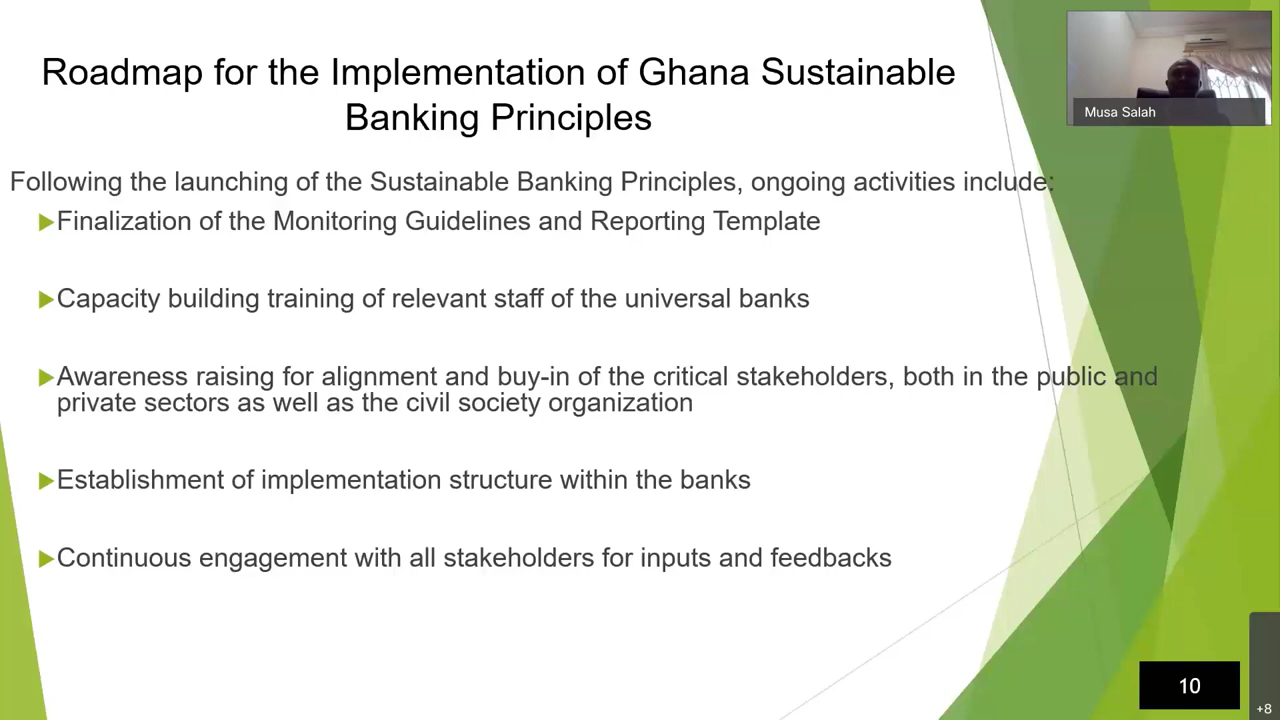 Roadmap for the Implementation of Ghana Sustainable
Banking Principles
Musa Salah
Following the launching of the Sustainable Banking Principles, ongoing activities include:
Finalization of the Monitoring Guidelines and Reporting Template
Capacity building training of relevant staff of the universal banks
Awareness raising for alignment and buy-in of the critical stakeholders, both in the public and
private sectors as well as the civil society organization
Establishment of implementation structure within the banks
Continuous engagement with all stakeholders for inputs and feedbacks
10
+8